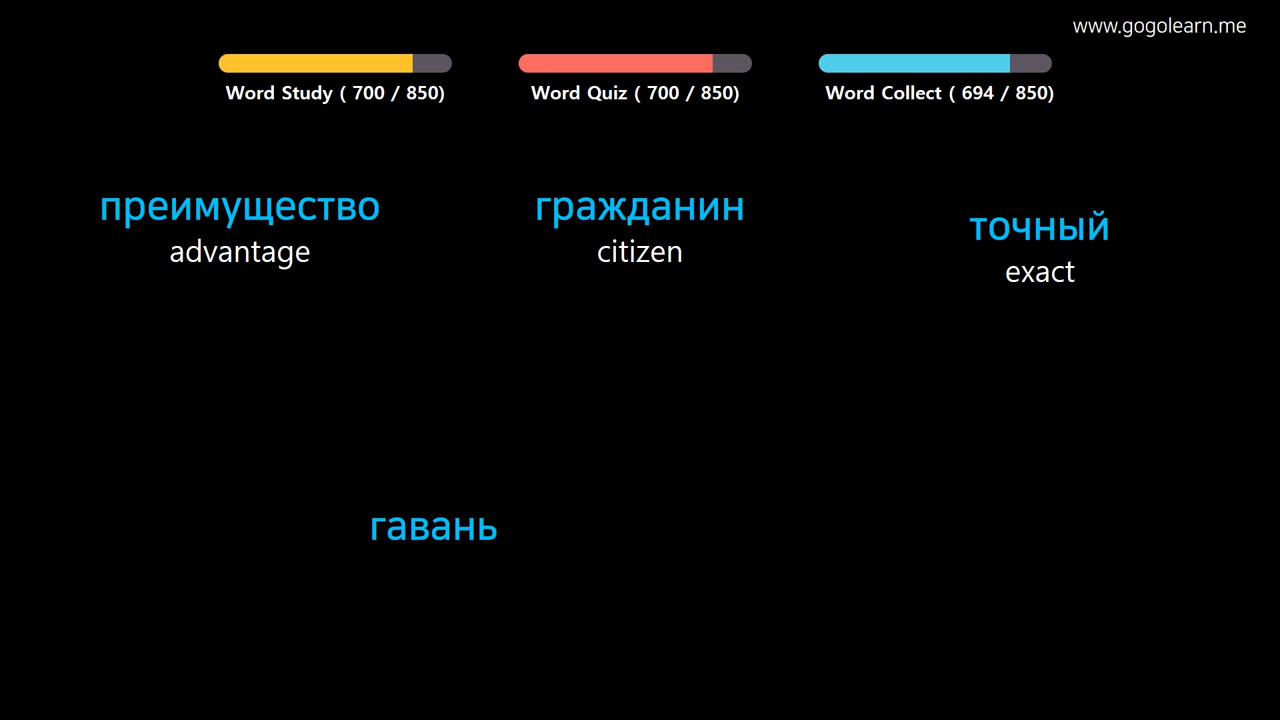 www.gogolearn.me
Word Study ( 700 / 850)
Word Quiz ( 700 / 850)
Word Collect ( 694 / 850)
преимущество
advantage
гражданин
citizen
точный
exact
гавань